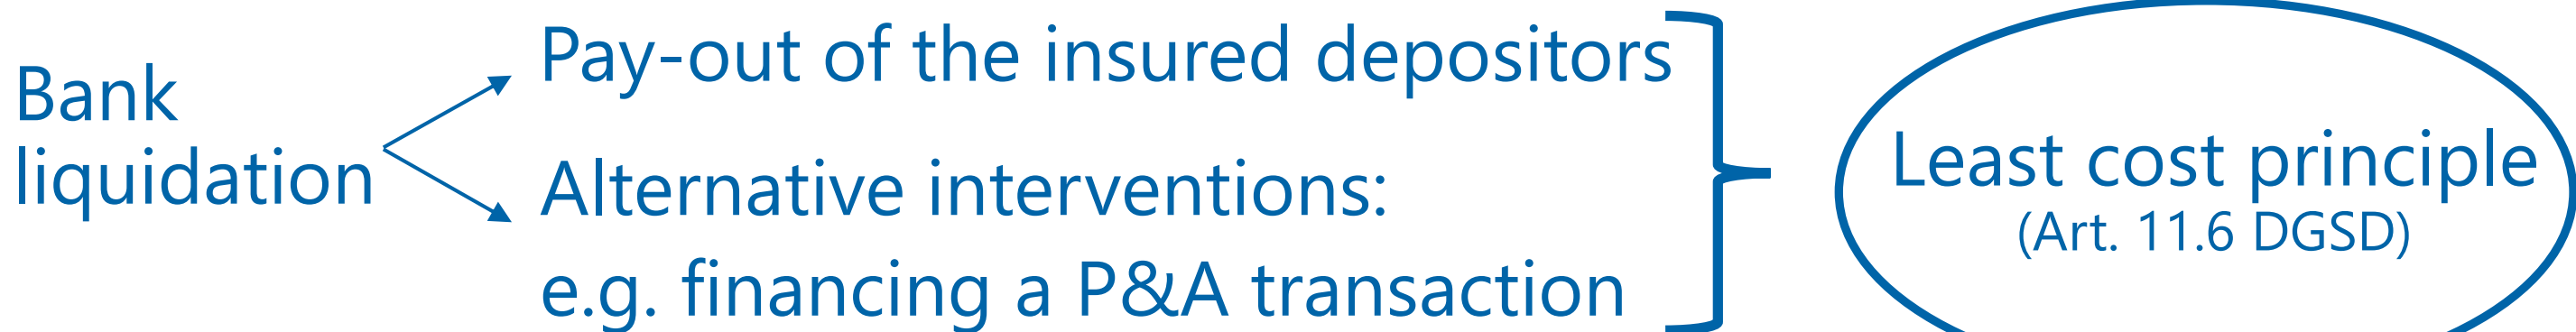 Bank
liquidation
Pay-out of the insured depositors
Alternative interventions:
e.g. financing a P&A transaction
Least cost principle
(Art. 11.6 DGSD)